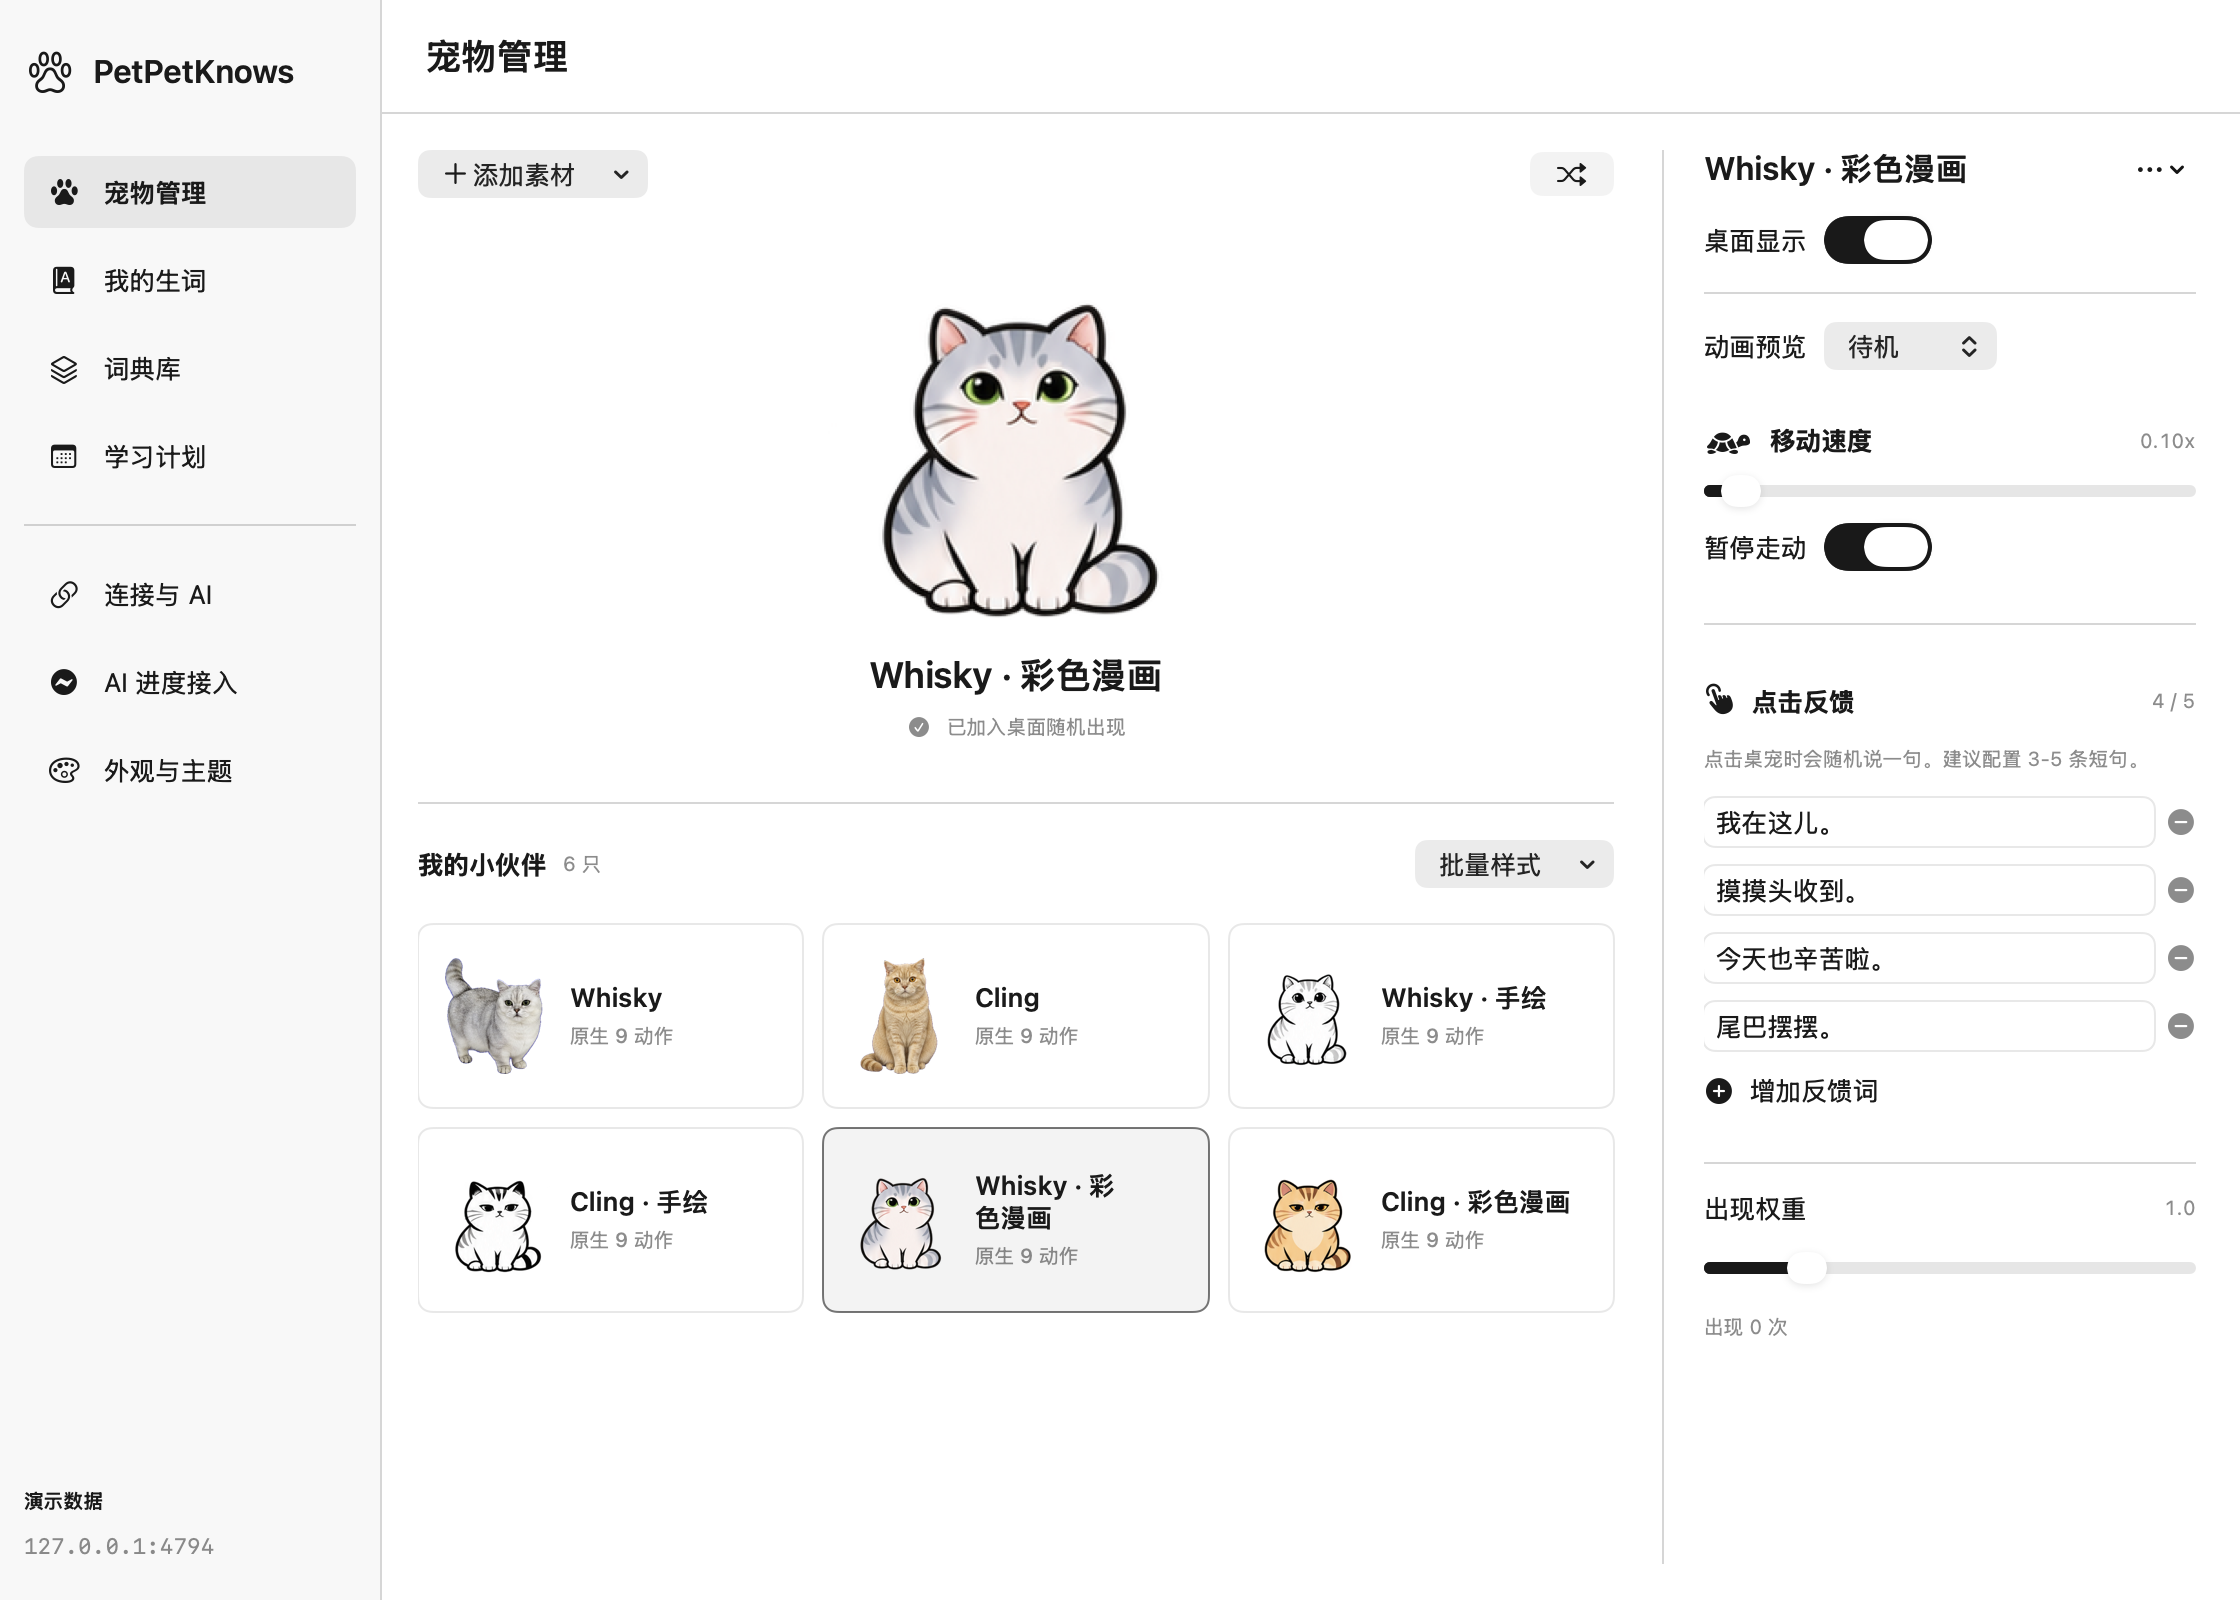 PetPetKnows
宠物管理
我的生词
词典库
学习计划
连接与 AI
AI 进度接入
外观与主题
演示数据
127.0.0.1:4794
宠物管理
添加素材
Whisky · 彩色漫画
已加入桌面随机出现
我的小伙伴 6 只
批量样式
Whisky
原生 9 动作
Cling
原生 9 动作
Whisky · 手绘
原生 9 动作
Cling · 手绘
原生 9 动作
Whisky · 彩
色漫画
原生 9 动作
Cling · 彩色漫画
原生 9 动作
Whisky · 彩色漫画
桌面显示
动画预览 待机
移动速度 0.10x
暂停走动
点击反馈 4 / 5
点击桌宠时会随机说一句。建议配置 3-5 条短句。
我在这儿。
摸摸头收到。
今天也辛苦啦。
尾巴摆摆。
增加反馈词
出现权重 1.0
出现 0 次